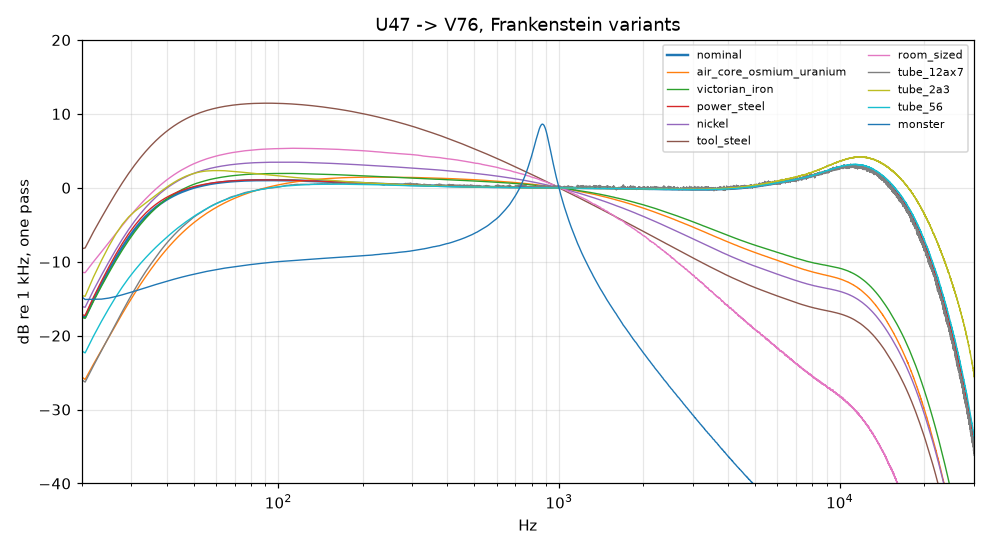 U47 -> V76, Frankenstein variants
dB re 1 kHz, one pass
20
10
0
−10
−20
−30
−40
nominal
air_core_osmium_uranium
victorian_iron
power_steel
nickel
tool_steel
room_sized
tube_12ax7
tube_2a3
tube_56
monster
10²
10³
10⁴
Hz